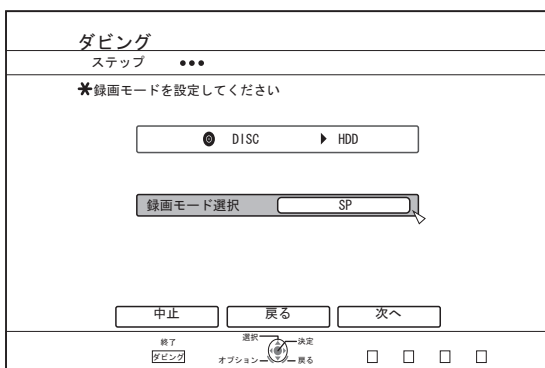 ダビング
ステップ
録画モードを設定してください
DISC HDD
録画モード選択 SP
中止 戻る 次へ
終了 選択 決定
ダビング オプション 戻る